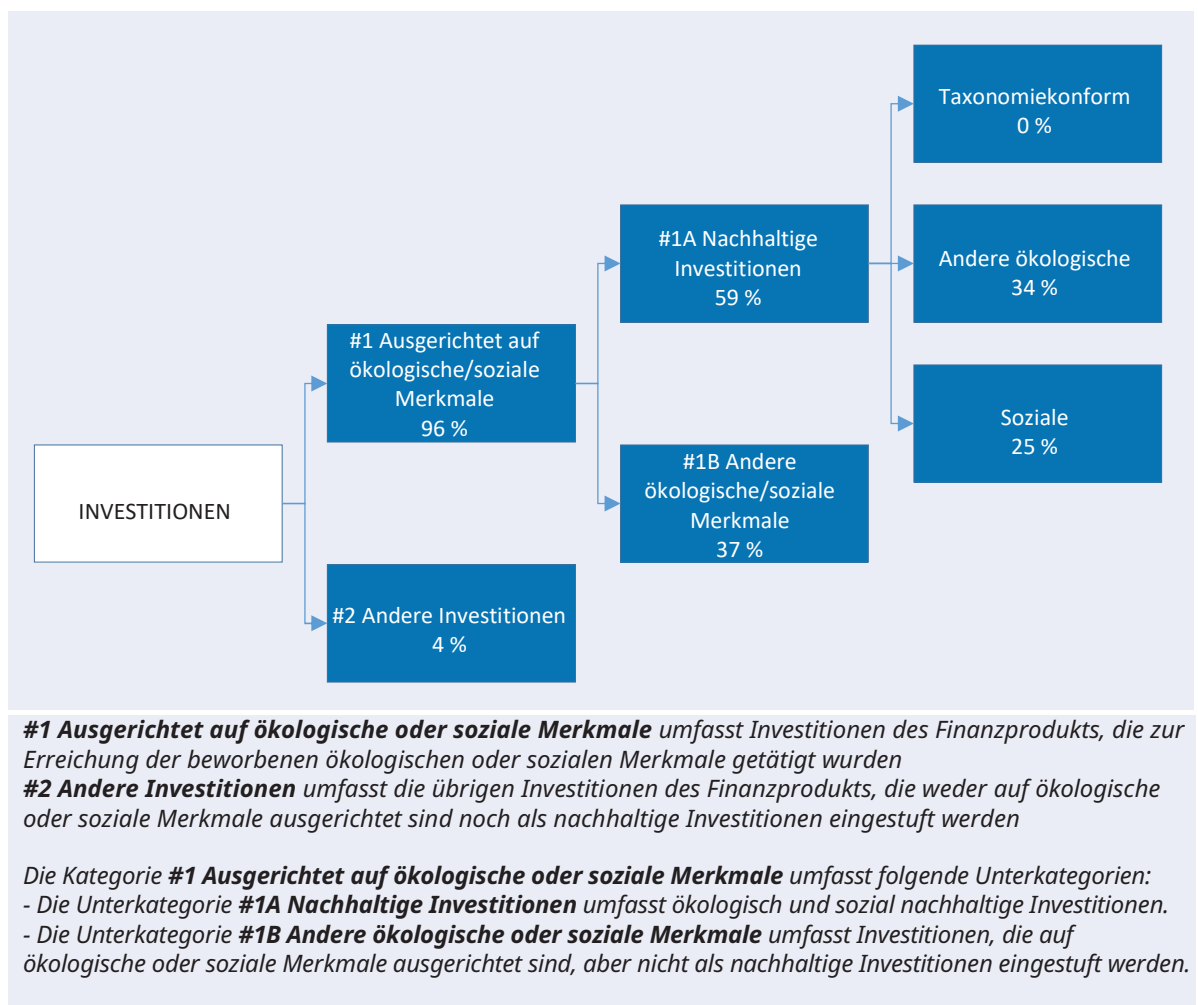 Taxonomiekonform
0 %
#1A Nachhaltige
Investitionen
59 %
Andere ökologische
34 %
#1 Ausgerichtet auf
ökologische/soziale
Merkmale
96 %
Soziale
25 %
INVESTITIONEN
#1B Andere
ökologische/soziale
Merkmale
37 %
#2 Andere Investitionen
4 %
#1 Ausgerichtet auf ökologische oder soziale Merkmale umfasst Investitionen des Finanzprodukts, die zur
Erreichung der beworbenen ökologischen oder sozialen Merkmale getätigt wurden
#2 Andere Investitionen umfasst die übrigen Investitionen des Finanzprodukts, die weder auf ökologische
oder soziale Merkmale ausgerichtet sind noch als nachhaltige Investitionen eingestuft werden
Die Kategorie #1 Ausgerichtet auf ökologische oder soziale Merkmale umfasst folgende Unterkategorien:
- Die Unterkategorie #1A Nachhaltige Investitionen umfasst ökologisch und sozial nachhaltige Investitionen.
- Die Unterkategorie #1B Andere ökologische oder soziale Merkmale umfasst Investitionen, die auf
ökologische oder soziale Merkmale ausgerichtet sind, aber nicht als nachhaltige Investitionen eingestuft werden.